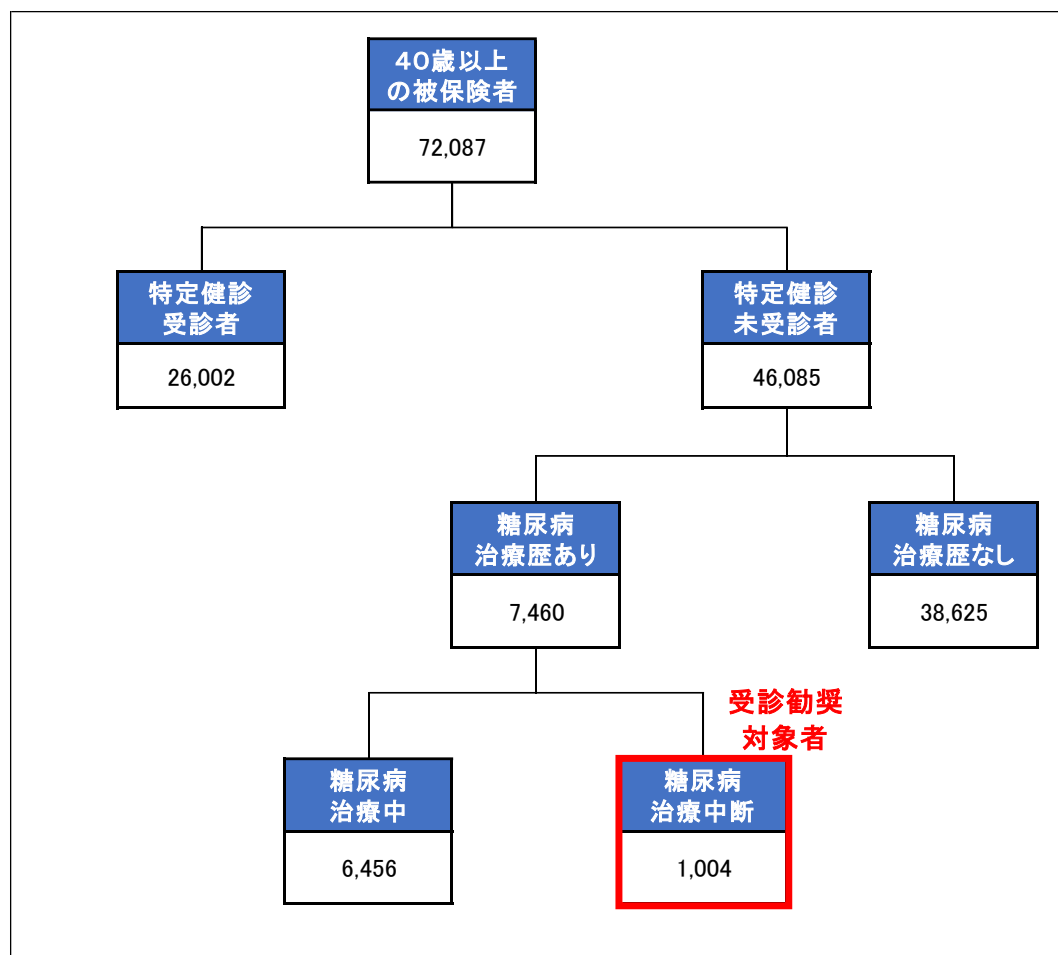 40歳以上
の被保険者
72,087
特定健診
受診者
26,002
特定健診
未受診者
46,085
糖尿病
治療歴あり
7,460
糖尿病
治療歴なし
38,625
受診勧奨
対象者
糖尿病
治療中
6,456
糖尿病
治療中断
1,004